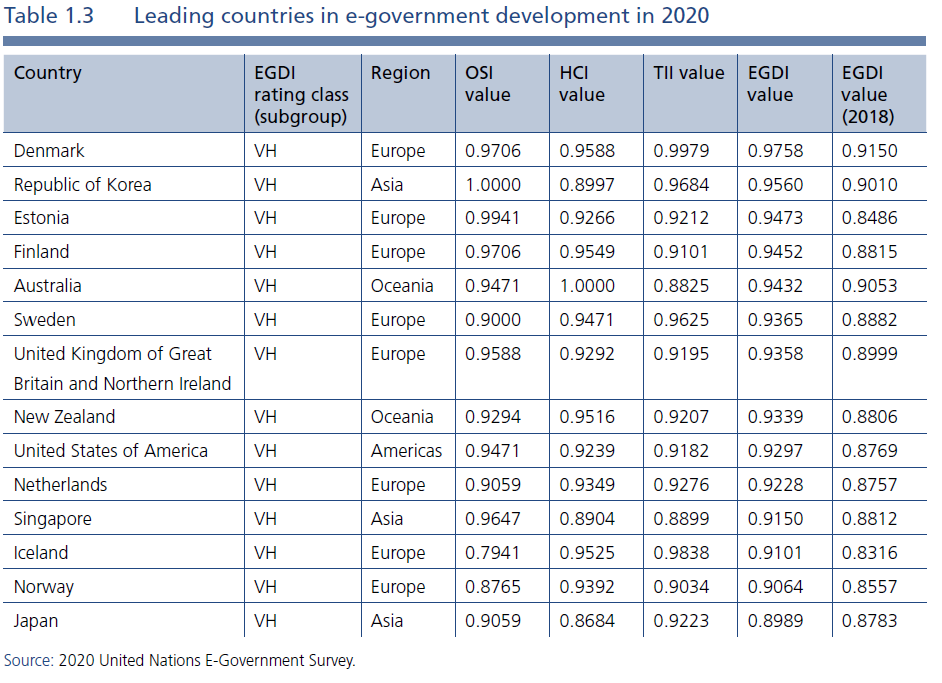 Table 1.3 Leading countries in e-government development in 2020
Country EGDI rating class (subgroup) Region OSI value HCI value TII value EGDI value EGDI value (2018)
Denmark VH Europe 0.9706 0.9588 0.9979 0.9758 0.9150
Republic of Korea VH Asia 1.0000 0.8997 0.9684 0.9560 0.9010
Estonia VH Europe 0.9941 0.9266 0.9212 0.9473 0.8486
Finland VH Europe 0.9706 0.9549 0.9101 0.9452 0.8815
Australia VH Oceania 0.9471 1.0000 0.8825 0.9432 0.9053
Sweden VH Europe 0.9000 0.9471 0.9625 0.9365 0.8882
United Kingdom of Great VH Europe 0.9588 0.9292 0.9195 0.9358 0.8999
Britain and Northern Ireland
New Zealand VH Oceania 0.9294 0.9516 0.9207 0.9339 0.8806
United States of America VH Americas 0.9471 0.9239 0.9182 0.9297 0.8769
Netherlands VH Europe 0.9059 0.9349 0.9276 0.9228 0.8757
Singapore VH Asia 0.9647 0.8904 0.8899 0.9150 0.8812
Iceland VH Europe 0.7941 0.9525 0.9838 0.9101 0.8316
Norway VH Europe 0.8765 0.9392 0.9034 0.9064 0.8557
Japan VH Asia 0.9059 0.8684 0.9223 0.8989 0.8783
Source: 2020 United Nations E-Government Survey.